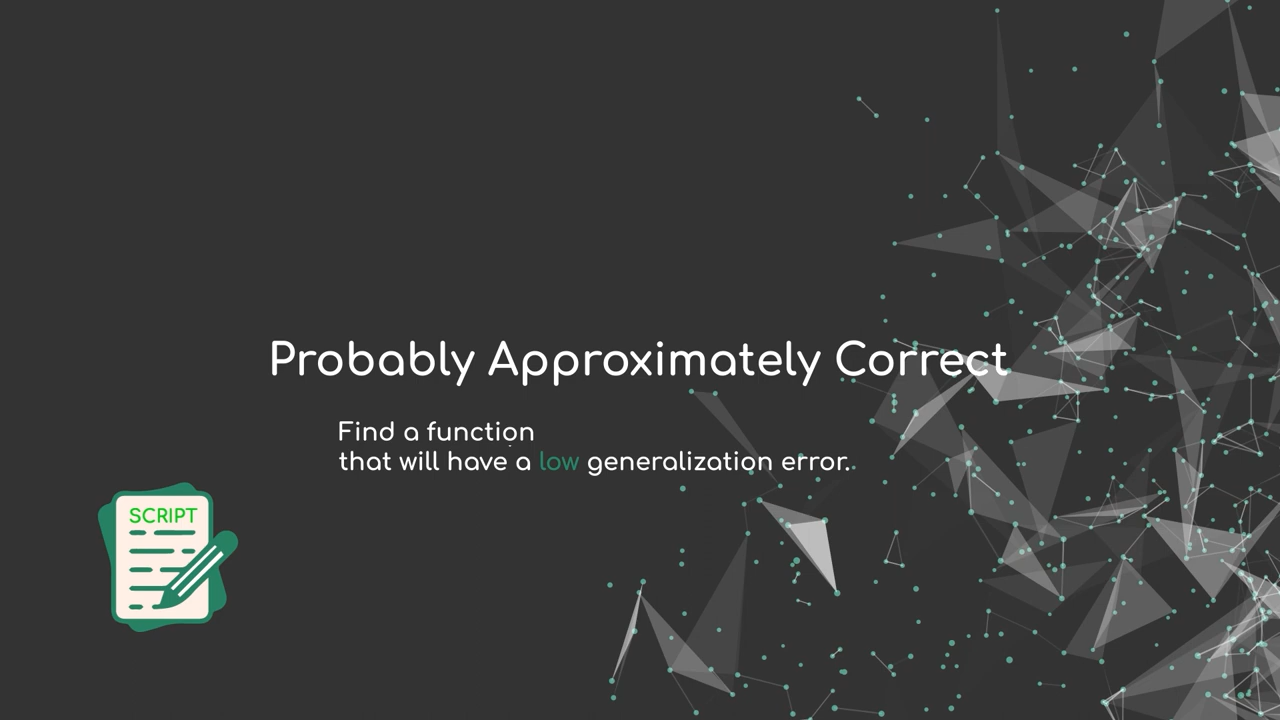 Probably Approximately Correct
Find a function
that will have a low generalization error.
SCRIPT